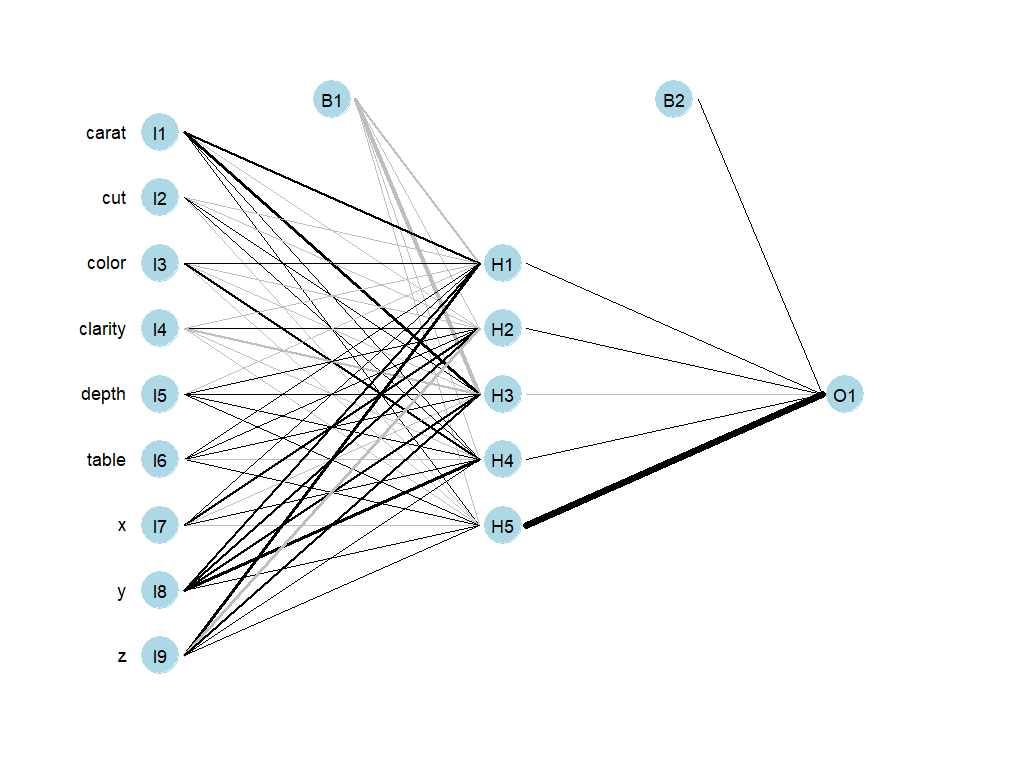 B1
B2
carat I1
cut I2
color I3 H1
clarity I4 H2
depth I5 H3 O1
table I6 H4
x I7 H5
y I8
z I9